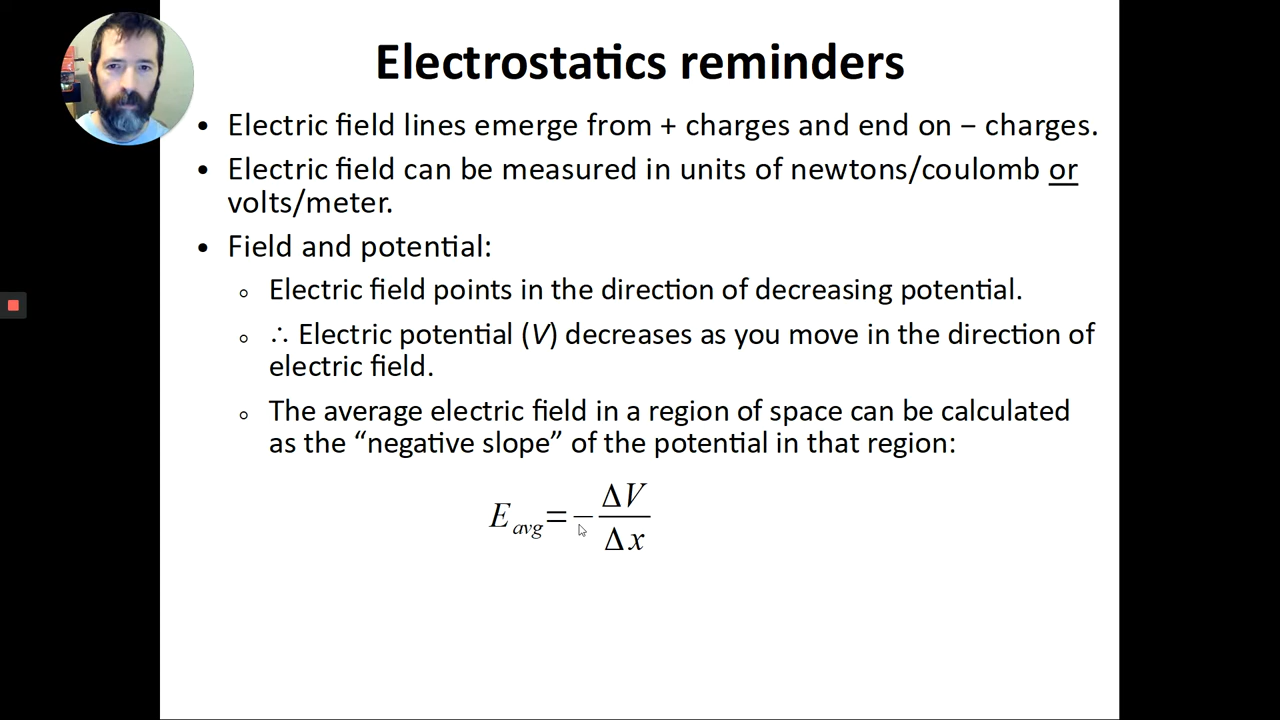 Electrostatics reminders
• Electric field lines emerge from + charges and end on − charges.
• Electric field can be measured in units of newtons/coulomb or
volts/meter.
• Field and potential:
◦ Electric field points in the direction of decreasing potential.
◦ ∴ Electric potential (V) decreases as you move in the direction of
electric field.
◦ The average electric field in a region of space can be calculated
as the “negative slope” of the potential in that region:
E_avg = − ΔV / Δx